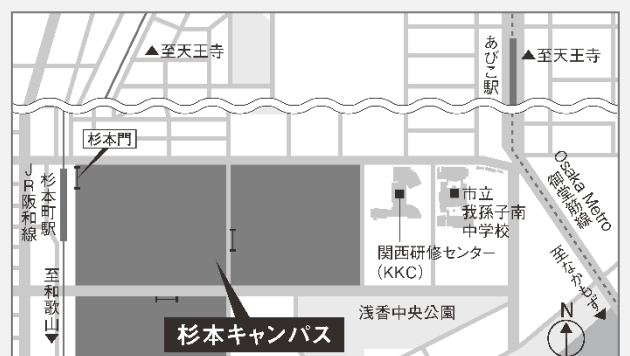 ▲至天王寺
あびこ駅
▲至天王寺
杉本門
JR阪和線
杉本町駅
至和歌山▼
市立
我孫子南
中学校
関西研修センター
(KKC)
Osaka Metro
御堂筋線
至なかもず▼
浅香中央公園
杉本キャンパス
N